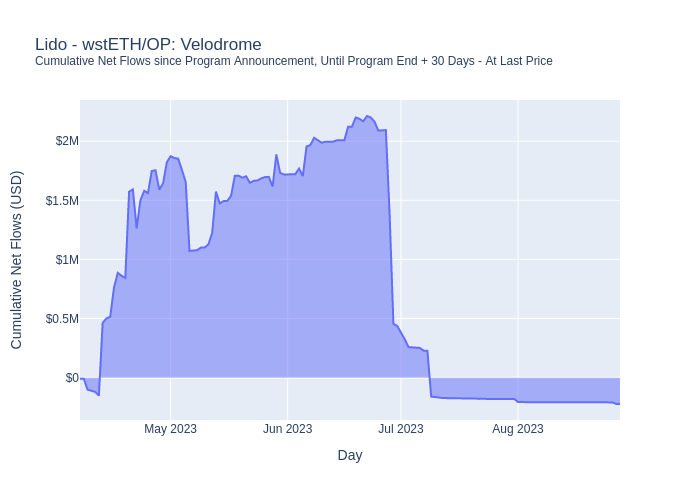 Lido - wstETH/OP: Velodrome
Cumulative Net Flows since Program Announcement, Until Program End + 30 Days - At Last Price
Cumulative Net Flows (USD)
$2M
$1.5M
$1M
$0.5M
$0
May 2023
Jun 2023
Jul 2023
Aug 2023
Day